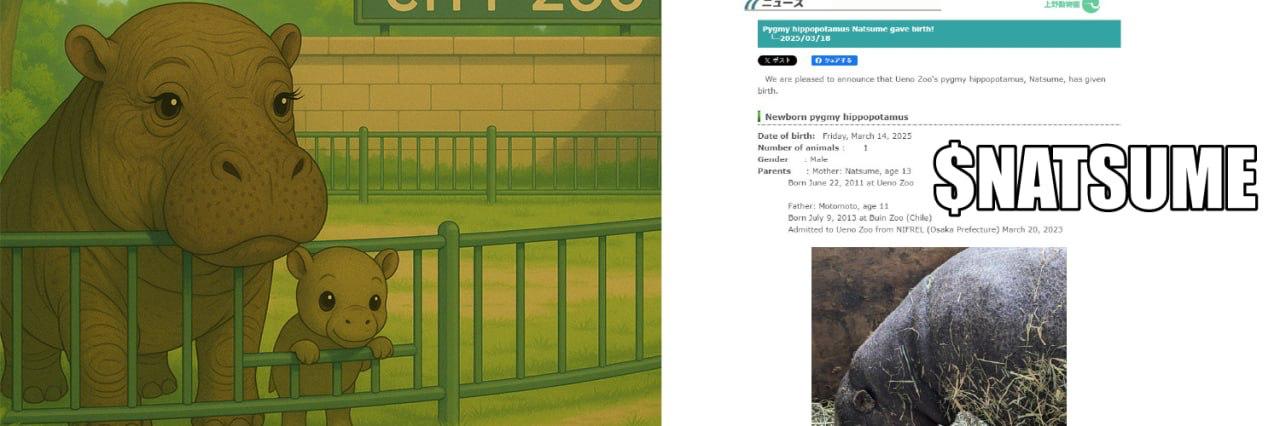 CITY ZOO
ニュース
上野動物園
Pygmy hippopotamus Natsume gave birth!
└─2025/03/18
X ポスト
シェアする
We are pleased to announce that Ueno Zoo's pygmy hippopotamus, Natsume, has given
birth.
Newborn pygmy hippopotamus
Date of birth: Friday, March 14, 2025
Number of animals : 1
Gender : Male
Parents : Mother: Natsume, age 13
Born June 22, 2011 at Ueno Zoo
Father: Motomoto, age 11
Born July 9, 2013 at Buin Zoo (Chile)
Admitted to Ueno Zoo from NIFREL (Osaka Prefecture) March 20, 2023
$NATSUME